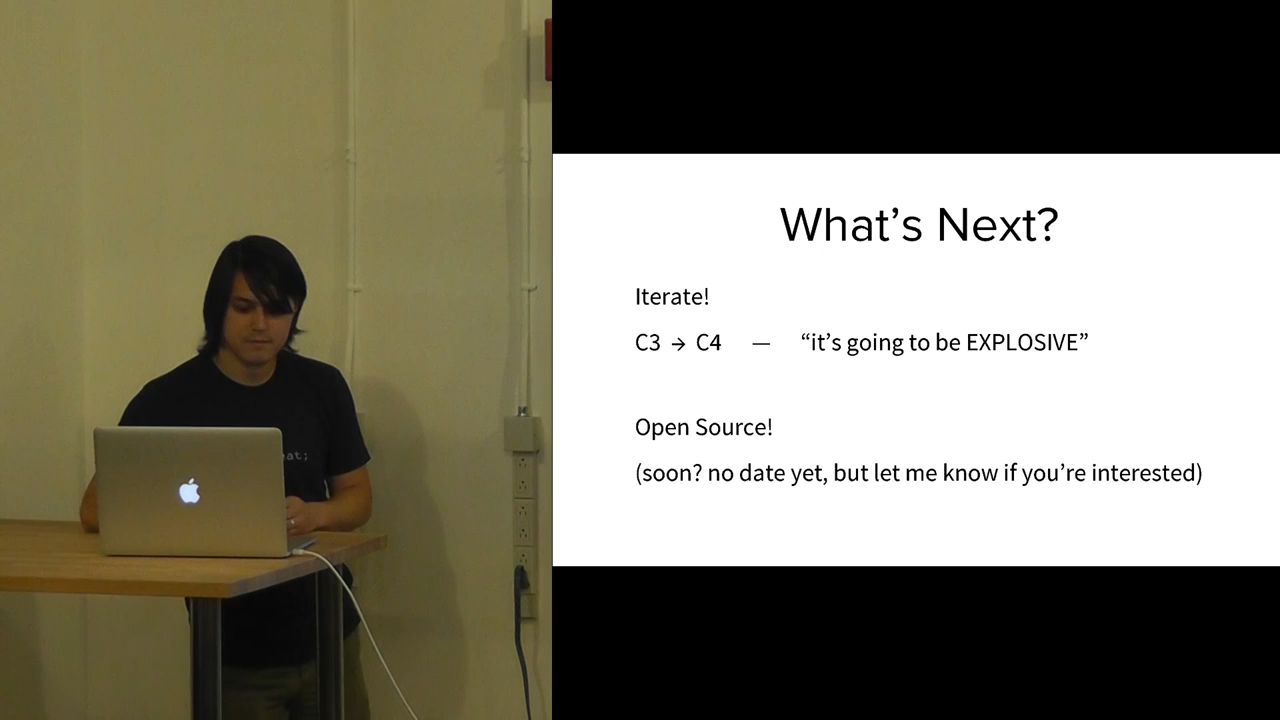 What’s Next?
Iterate!
C3 → C4 — “it’s going to be EXPLOSIVE”
Open Source!
(soon? no date yet, but let me know if you’re interested)